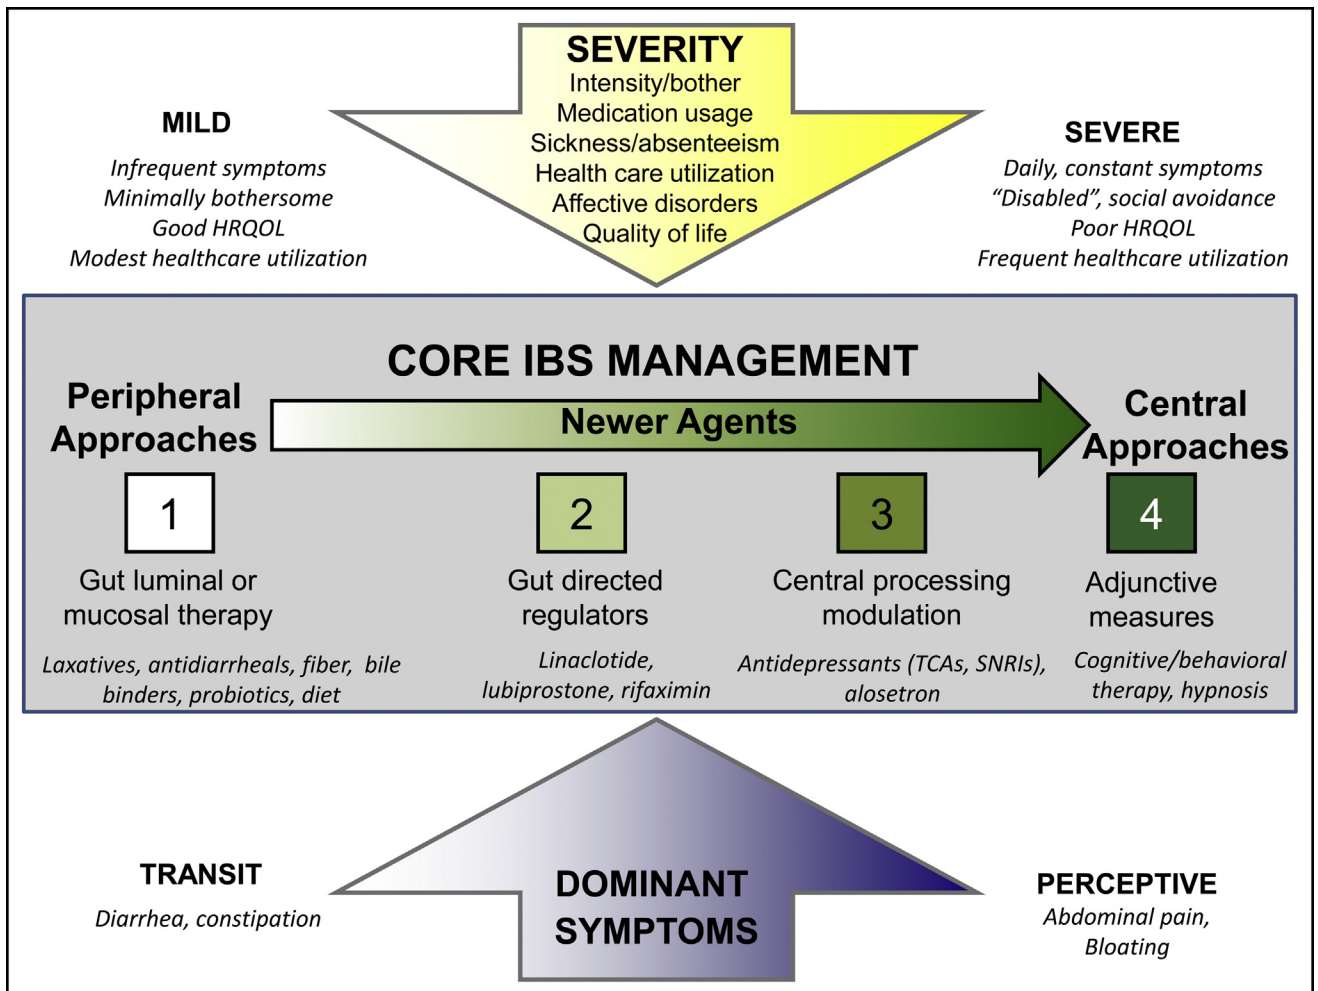 SEVERITY
Intensity/bother
Medication usage
Sickness/absenteeism
Health care utilization
Affective disorders
Quality of life
MILD
Infrequent symptoms
Minimally bothersome
Good HRQOL
Modest healthcare utilization
SEVERE
Daily, constant symptoms
“Disabled”, social avoidance
Poor HRQOL
Frequent healthcare utilization
CORE IBS MANAGEMENT
Peripheral
Approaches
Newer Agents
Central
Approaches
1
Gut luminal or
mucosal therapy
Laxatives, antidiarrheals, fiber, bile
binders, probiotics, diet
2
Gut directed
regulators
Linaclotide,
lubiprostone, rifaximin
3
Central processing
modulation
Antidepressants (TCAs, SNRIs),
alosetron
4
Adjunctive
measures
Cognitive/behavioral
therapy, hypnosis
TRANSIT
Diarrhea, constipation
DOMINANT
SYMPTOMS
PERCEPTIVE
Abdominal pain,
Bloating